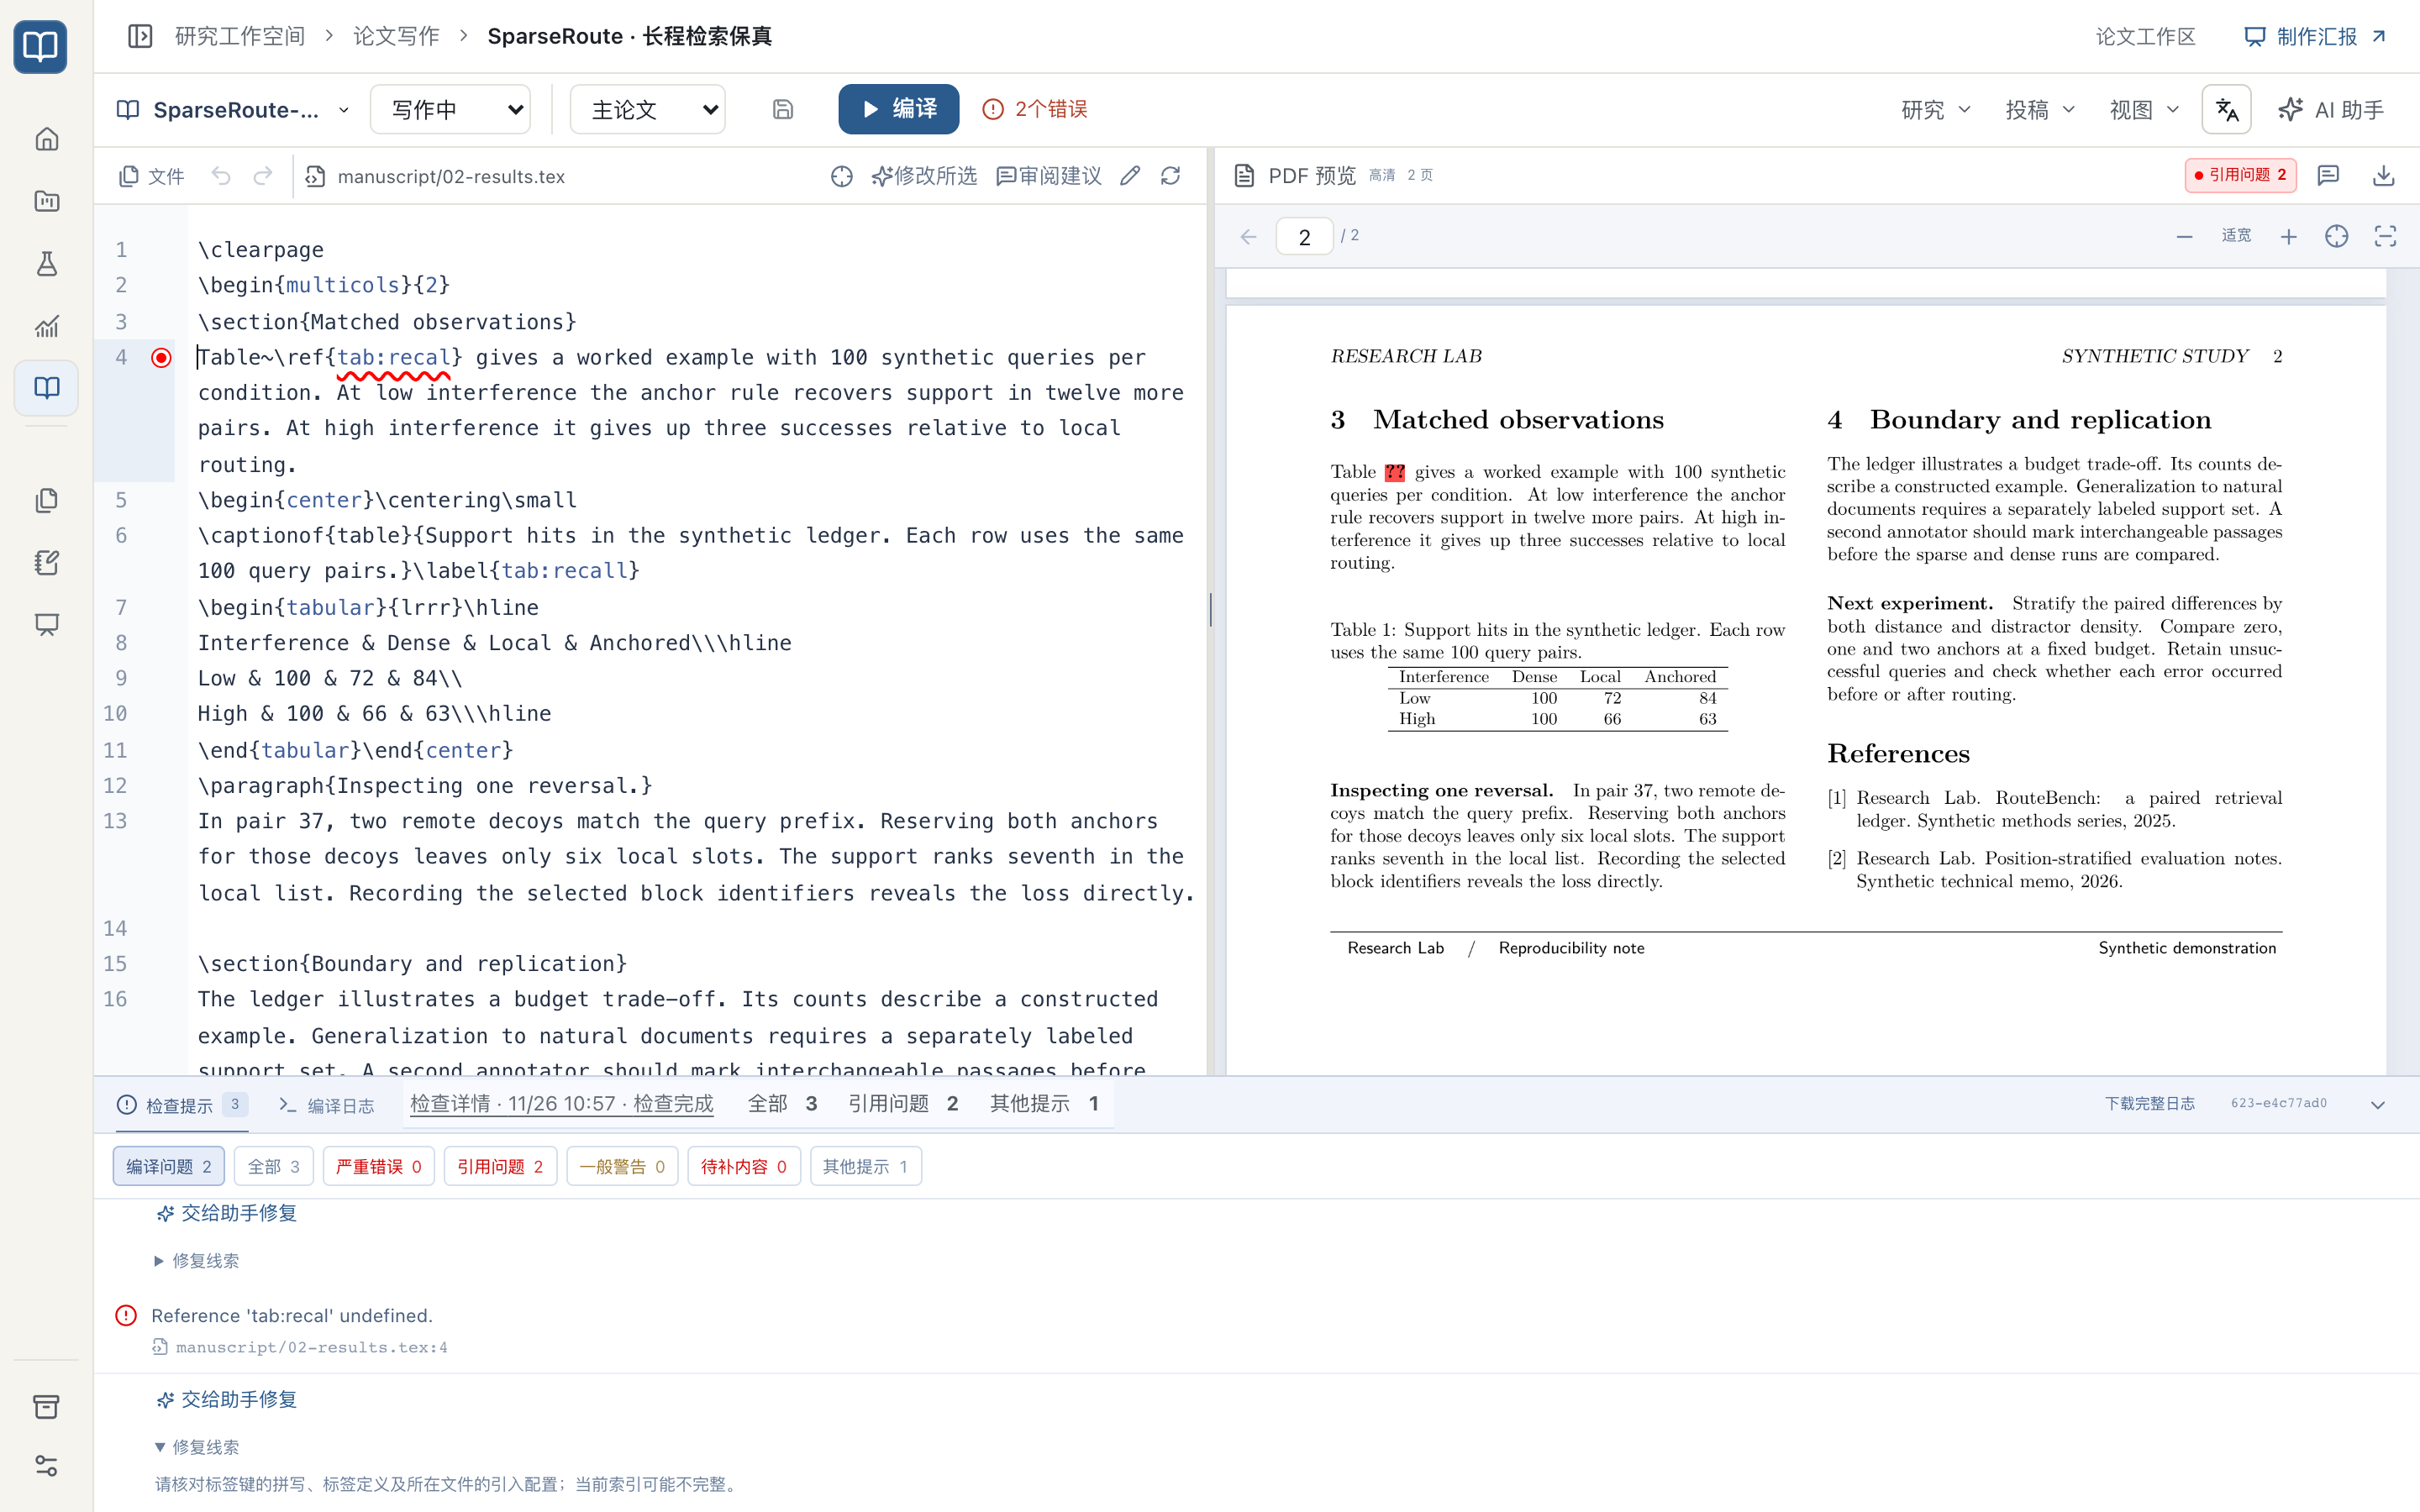 研究工作空间 > 论文写作 > SparseRoute · 长程检索保真
论文工作区 制作汇报
SparseRoute-... 写作中 主论文 编译 2个错误
研究 投稿 视图 AI 助手
文件 manuscript/02-results.tex 修改所选 审阅建议
PDF 预览 高清 2 页 引用问题 2
2 / 2 适宽
1 \clearpage
2 \begin{multicols}{2}
3 \section{Matched observations}
4 Table~\ref{tab:recal} gives a worked example with 100 synthetic queries per
condition. At low interference the anchor rule recovers support in twelve more
pairs. At high interference it gives up three successes relative to local
routing.
5 \begin{center}\centering\small
6 \captionof{table}{Support hits in the synthetic ledger. Each row uses the same
100 query pairs.}\label{tab:recall}
7 \begin{tabular}{lrrr}\hline
8 Interference & Dense & Local & Anchored\\\hline
9 Low & 100 & 72 & 84\\
10 High & 100 & 66 & 63\\\hline
11 \end{tabular}\end{center}
12 \paragraph{Inspecting one reversal.}
13 In pair 37, two remote decoys match the query prefix. Reserving both anchors
for those decoys leaves only six local slots. The support ranks seventh in the
local list. Recording the selected block identifiers reveals the loss directly.
14
15 \section{Boundary and replication}
16 The ledger illustrates a budget trade-off. Its counts describe a constructed
example. Generalization to natural documents requires a separately labeled
support set. A second annotator should mark interchangeable passages before
RESEARCH LAB SYNTHETIC STUDY 2
3 Matched observations
Table ?? gives a worked example with 100 synthetic
queries per condition. At low interference the anchor
rule recovers support in twelve more pairs. At high in-
terference it gives up three successes relative to local
routing.
Table 1: Support hits in the synthetic ledger. Each row
uses the same 100 query pairs.
Interference Dense Local Anchored
Low 100 72 84
High 100 66 63
Inspecting one reversal. In pair 37, two remote de-
coys match the query prefix. Reserving both anchors
for those decoys leaves only six local slots. The support
ranks seventh in the local list. Recording the selected
block identifiers reveals the loss directly.
4 Boundary and replication
The ledger illustrates a budget trade-off. Its counts de-
scribe a constructed example. Generalization to natural
documents requires a separately labeled support set. A
second annotator should mark interchangeable passages
before the sparse and dense runs are compared.
Next experiment. Stratify the paired differences by
both distance and distractor density. Compare zero,
one and two anchors at a fixed budget. Retain unsuc-
cessful queries and check whether each error occurred
before or after routing.
References
[1] Research Lab. RouteBench: a paired retrieval
ledger. Synthetic methods series, 2025.
[2] Research Lab. Position-stratified evaluation notes.
Synthetic technical memo, 2026.
Research Lab / Reproducibility note Synthetic demonstration
检查提示 3 编译日志 检查详情 · 11/26 10:57 · 检查完成 全部 3 引用问题 2 其他提示 1 下载完整日志 623-e4c77ad0
编译问题 2 全部 3 严重错误 0 引用问题 2 一般警告 0 待补内容 0 其他提示 1
交给助手修复
修复线索
Reference 'tab:recal' undefined.
manuscript/02-results.tex:4
交给助手修复
修复线索
请核对标签键的拼写、标签定义及所在文件的引入配置；当前索引可能不完整。